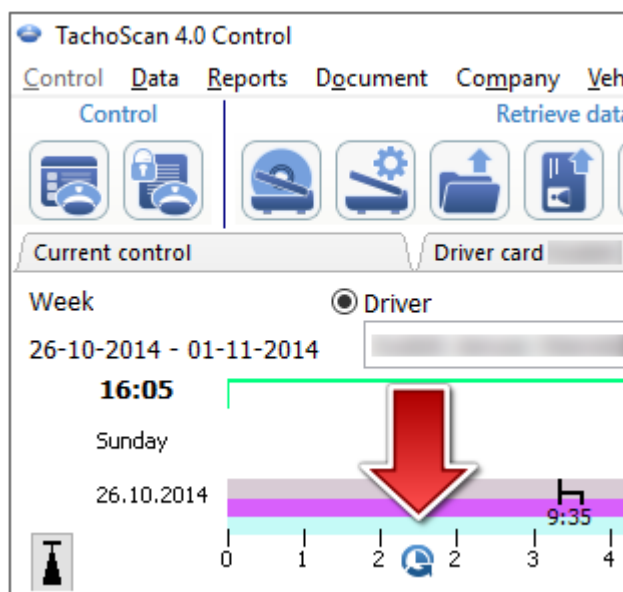 TachoScan 4.0 Control
Control Data Reports Document Company Veh
Control Retrieve data
Current control Driver card
Week Driver
26-10-2014 - 01-11-2014
16:05
Sunday
26.10.2014
9:35
0 1 2 2 3 4